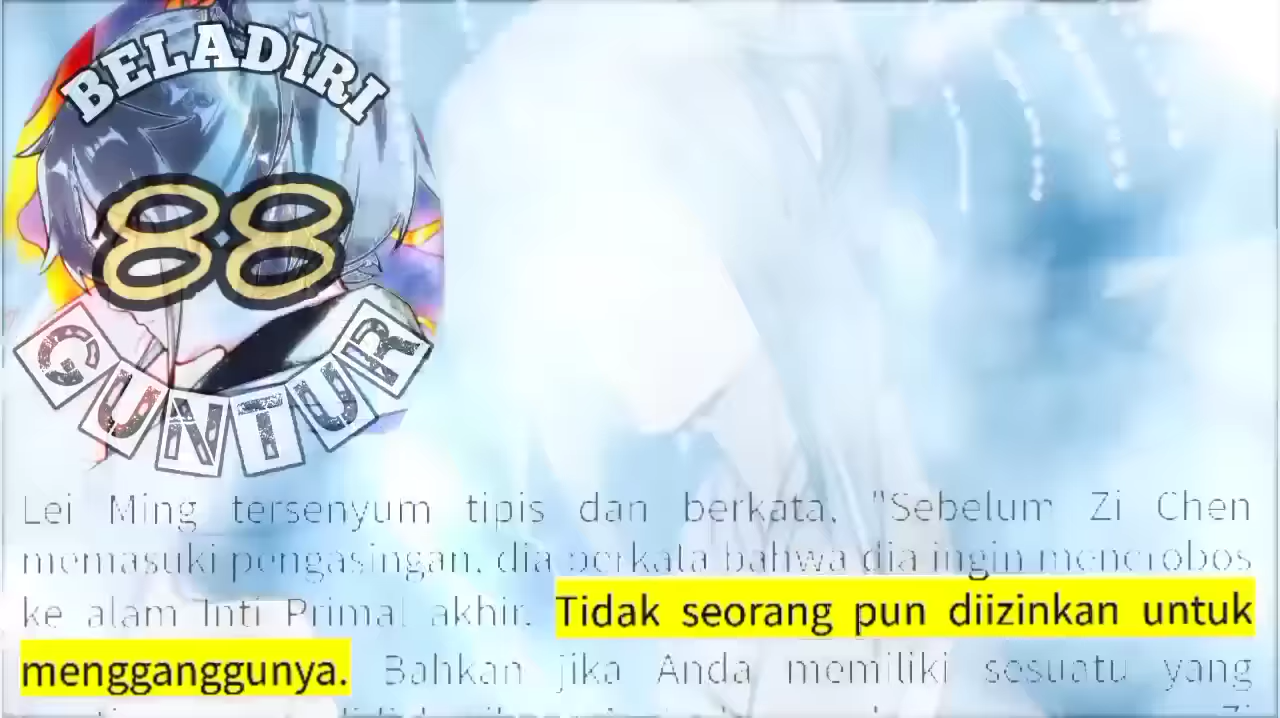 BELADIRI
88
GUNTUR
Lei Ming tersenyum tipis dan berkata, "Sebelum Zi Chen
memasuki pengasingan, dia berkata bahwa dia ingin menerobos
ke alam Inti Primal akhir. Tidak seorang pun diizinkan untuk
mengganggunya. Bahkan jika Anda memiliki sesuatu yang